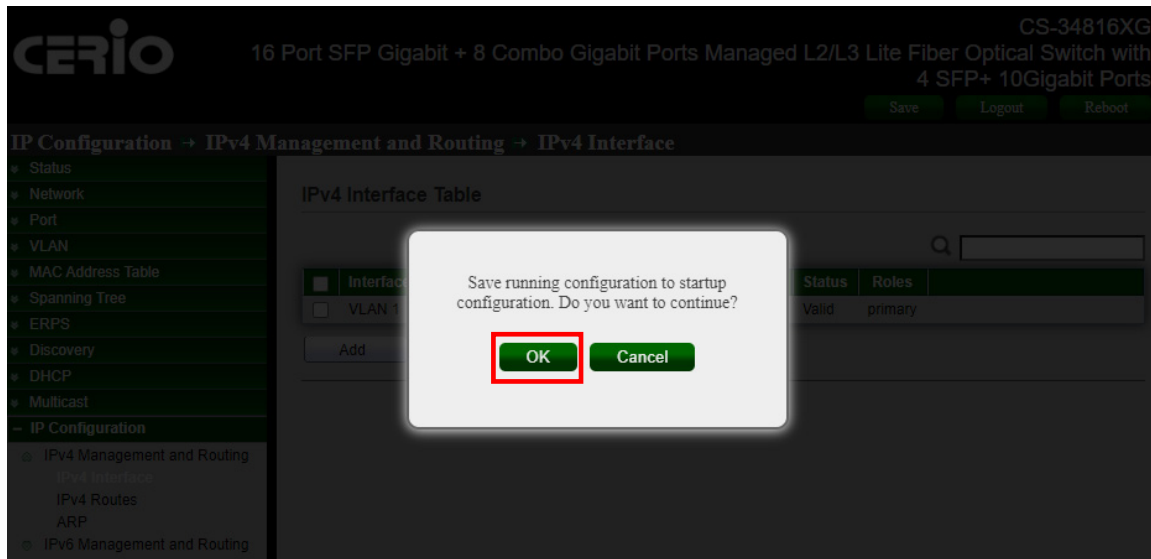 CERIO
CS-34816XG
16 Port SFP Gigabit + 8 Combo Gigabit Ports Managed L2/L3 Lite Fiber Optical Switch with
4 SFP+ 10Gigabit Ports
Save Logout Reboot
IP Configuration → IPv4 Management and Routing → IPv4 Interface
Status
Network
Port
VLAN
MAC Address Table
Spanning Tree
ERPS
Discovery
DHCP
Multicast
IP Configuration
IPv4 Management and Routing
IPv4 Interface
IPv4 Routes
ARP
IPv6 Management and Routing
IPv4 Interface Table
Interface Status Roles
VLAN 1 Valid primary
Add
Save running configuration to startup
configuration. Do you want to continue?
OK Cancel